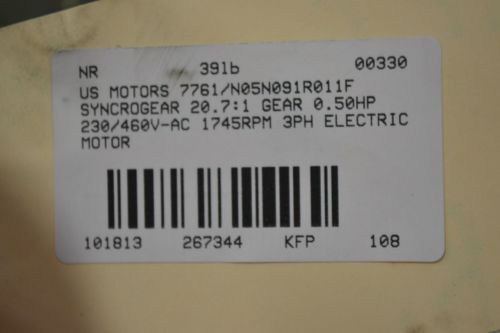 NR 39lb 00330
US MOTORS 7761/N05N091R011F
SYNCROGEAR 20.7:1 GEAR 0.50HP
230/460V-AC 1745RPM 3PH ELECTRIC
MOTOR
101813 267344 KFP 108